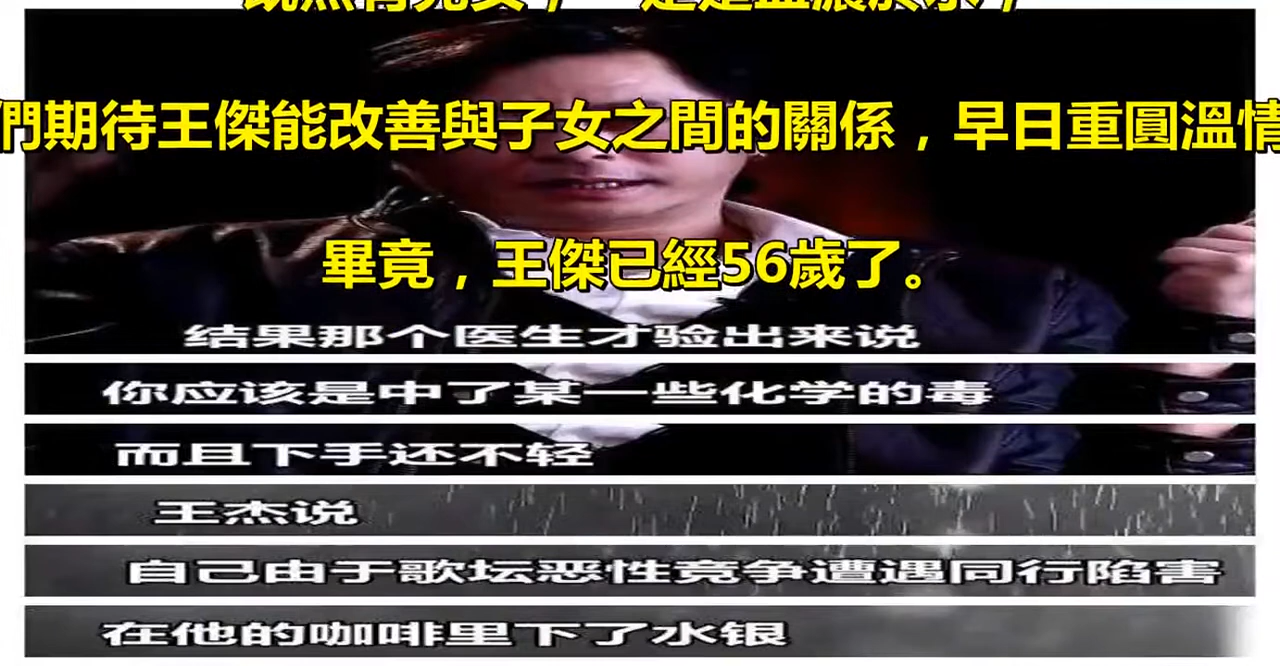 們期待王傑能改善與子女之間的關係，早日重圓溫情
畢竟，王傑已經56歲了。
结果那个医生才验出来说
你应该是中了某一些化学的毒
而且下手还不轻
王杰说
自己由于歌坛恶性竞争遭遇同行陷害
在他的咖啡里下了水银